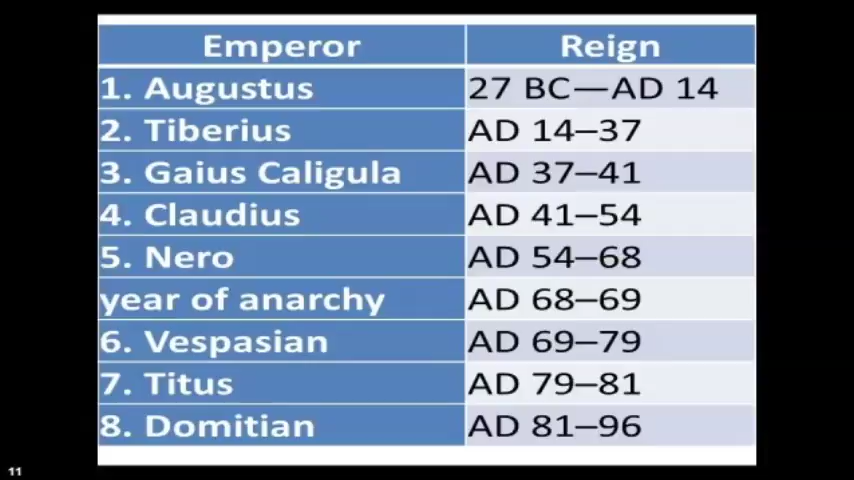 Emperor Reign
1. Augustus 27 BC—AD 14
2. Tiberius AD 14–37
3. Gaius Caligula AD 37–41
4. Claudius AD 41–54
5. Nero AD 54–68
year of anarchy AD 68–69
6. Vespasian AD 69–79
7. Titus AD 79–81
8. Domitian AD 81–96
11